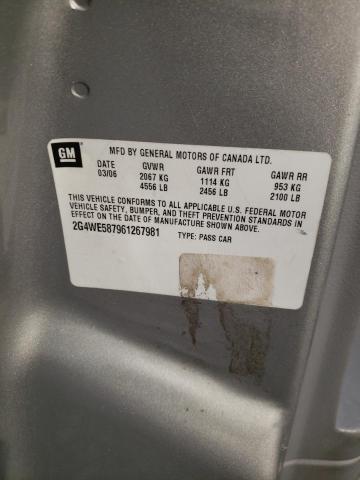 GM
MFD BY GENERAL MOTORS OF CANADA LTD.
DATE GVWR GAWR FRT GAWR RR
03/06 2067 KG 1114 KG 953 KG
4556 LB 2456 LB 2100 LB
THIS VEHICLE CONFORMS TO ALL APPLICABLE U.S. FEDERAL MOTOR
VEHICLE SAFETY, BUMPER, AND THEFT PREVENTION STANDARDS IN
EFFECT ON THE DATE OF MANUFACTURE SHOWN ABOVE.
2G4WE587961267981 TYPE: PASS CAR